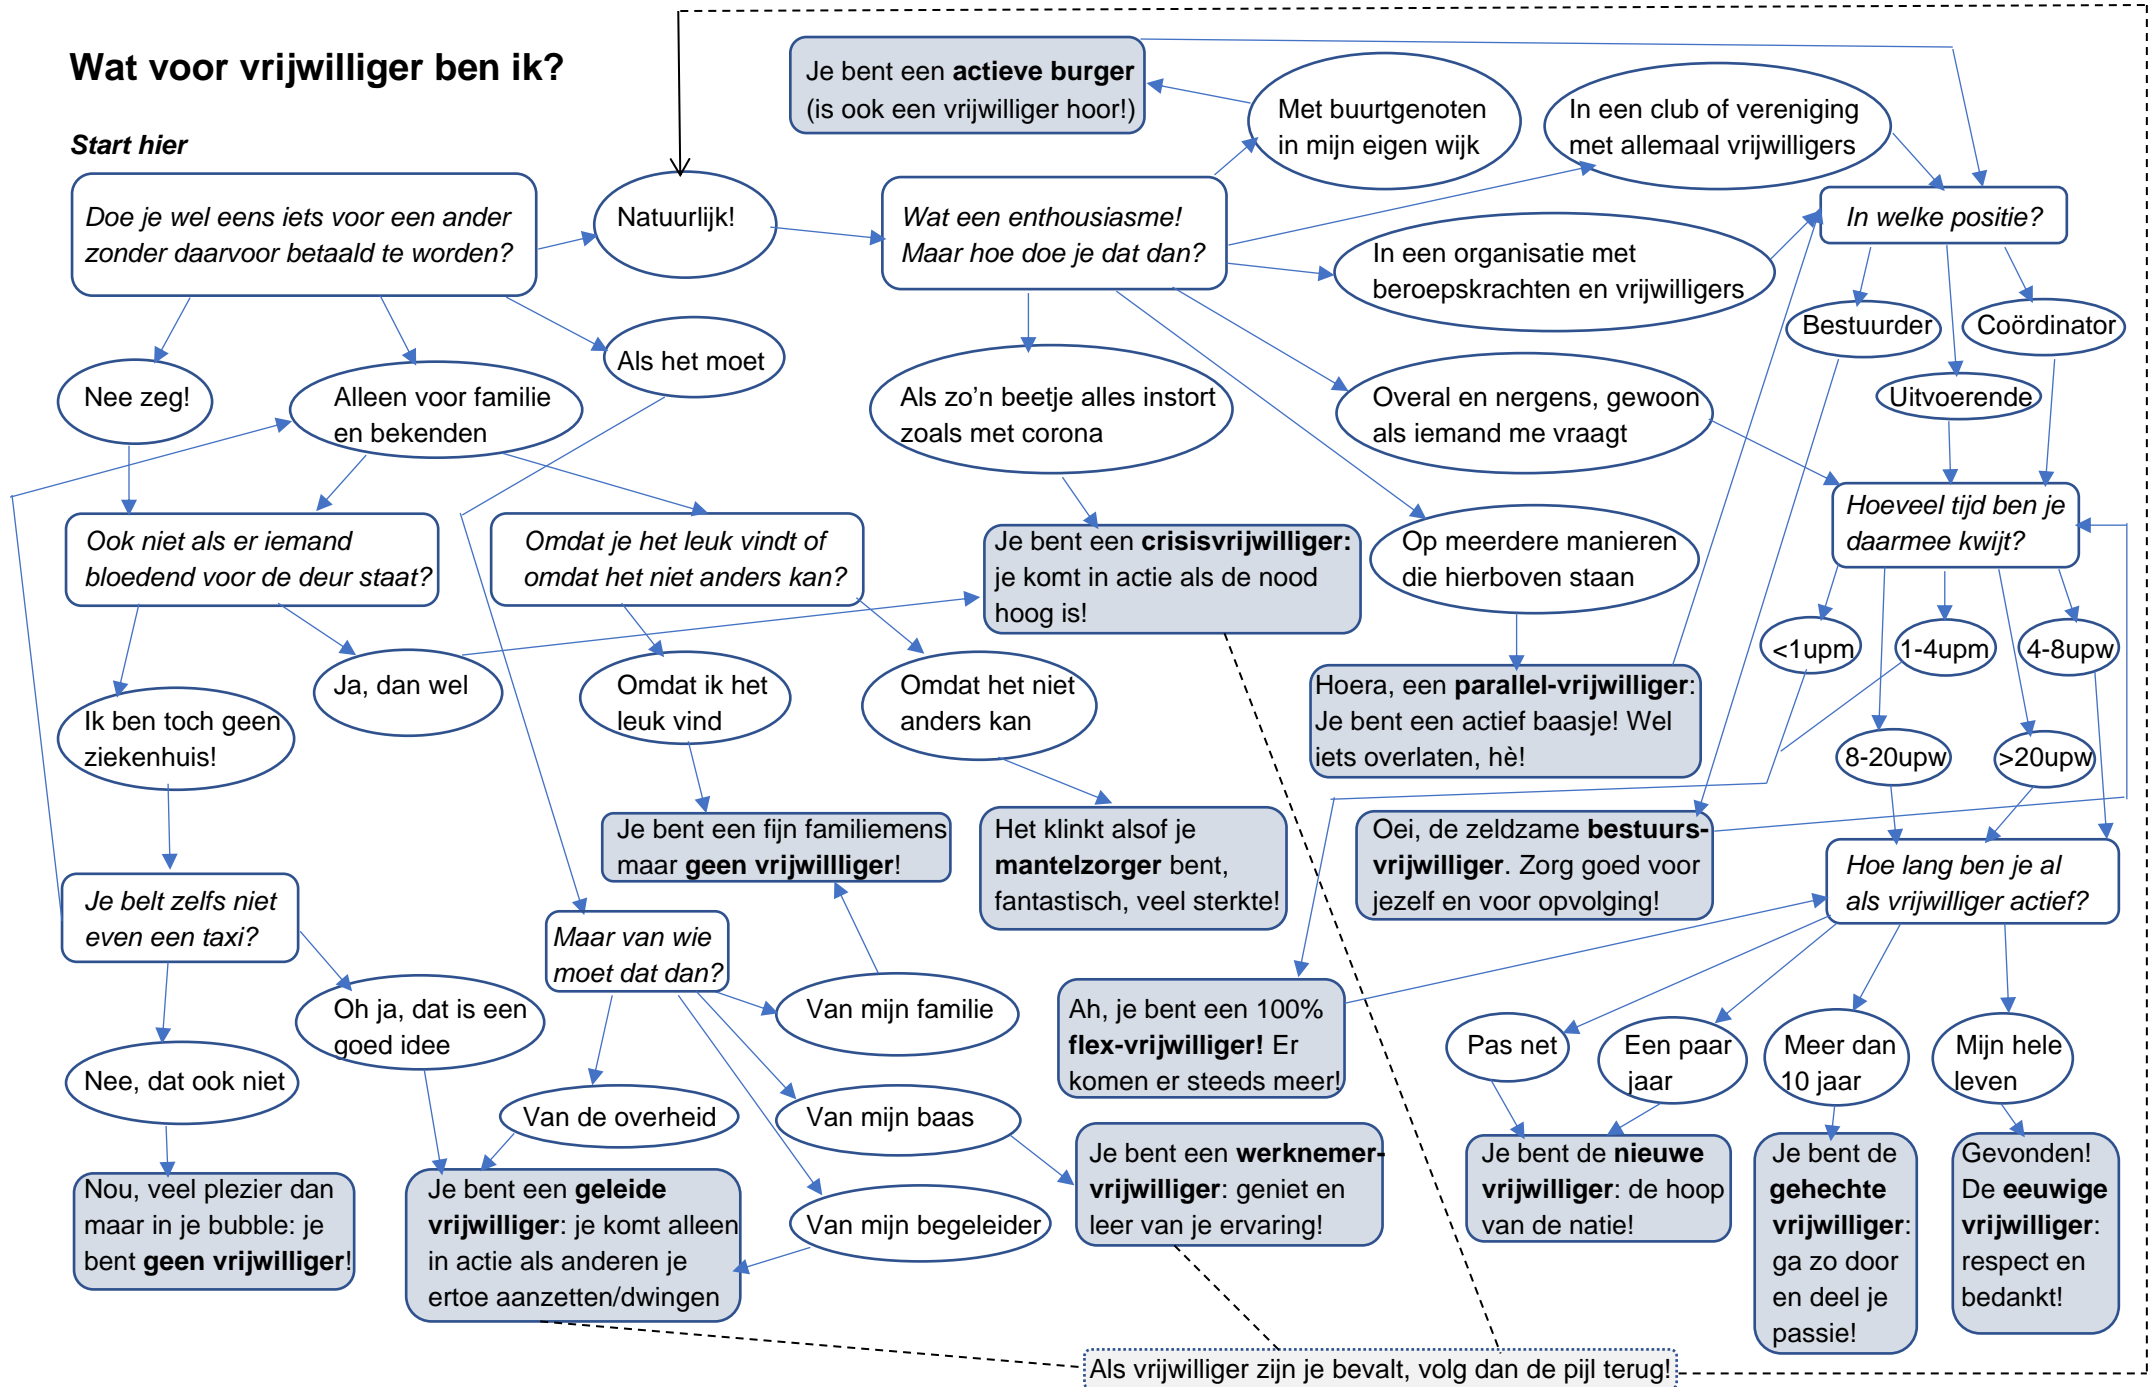 Wat voor vrijwilliger ben ik?
Start hier
Doe je wel eens iets voor een ander
zonder daarvoor betaald te worden?
Natuurlijk!
Wat een enthousiasme!
Maar hoe doe je dat dan?
Je bent een actieve burger
(is ook een vrijwilliger hoor!)
Met buurtgenoten
in mijn eigen wijk
In een club of vereniging
met allemaal vrijwilligers
In welke positie?
In een organisatie met
beroepskrachten en vrijwilligers
Bestuurder
Coördinator
Uitvoerende
Nee zeg!
Alleen voor familie
en bekenden
Als het moet
Als zo'n beetje alles instort
zoals met corona
Overal en nergens, gewoon
als iemand me vraagt
Hoeveel tijd ben je
daarmee kwijt?
Ook niet als er iemand
bloedend voor de deur staat?
Omdat je het leuk vindt of
omdat het niet anders kan?
Je bent een crisisvrijwilliger:
je komt in actie als de nood
hoog is!
Op meerdere manieren
die hierboven staan
<1upm
1-4upm
4-8upw
8-20upw
>20upw
Ja, dan wel
Omdat ik het
leuk vind
Omdat het niet
anders kan
Hoera, een parallel-vrijwilliger:
Je bent een actief baasje! Wel
iets overlaten, hè!
Ik ben toch geen
ziekenhuis!
Je bent een fijn familiemens
maar geen vrijwillliger!
Het klinkt alsof je
mantelzorger bent,
fantastisch, veel sterkte!
Oei, de zeldzame bestuurs-
vrijwilliger. Zorg goed voor
jezelf en voor opvolging!
Hoe lang ben je al
als vrijwilliger actief?
Je belt zelfs niet
even een taxi?
Maar van wie
moet dat dan?
Oh ja, dat is een
goed idee
Van mijn familie
Ah, je bent een 100%
flex-vrijwilliger! Er
komen er steeds meer!
Pas net
Een paar
jaar
Meer dan
10 jaar
Mijn hele
leven
Nee, dat ook niet
Van de overheid
Van mijn baas
Van mijn begeleider
Je bent een werknemer-
vrijwilliger: geniet en
leer van je ervaring!
Je bent de nieuwe
vrijwilliger: de hoop
van de natie!
Je bent de
gehechte
vrijwilliger:
ga zo door
en deel je
passie!
Gevonden!
De eeuwige
vrijwilliger:
respect en
bedankt!
Nou, veel plezier dan
maar in je bubble: je
bent geen vrijwilliger!
Je bent een geleide
vrijwilliger: je komt alleen
in actie als anderen je
ertoe aanzetten/dwingen
Als vrijwilliger zijn je bevalt, volg dan de pijl terug!